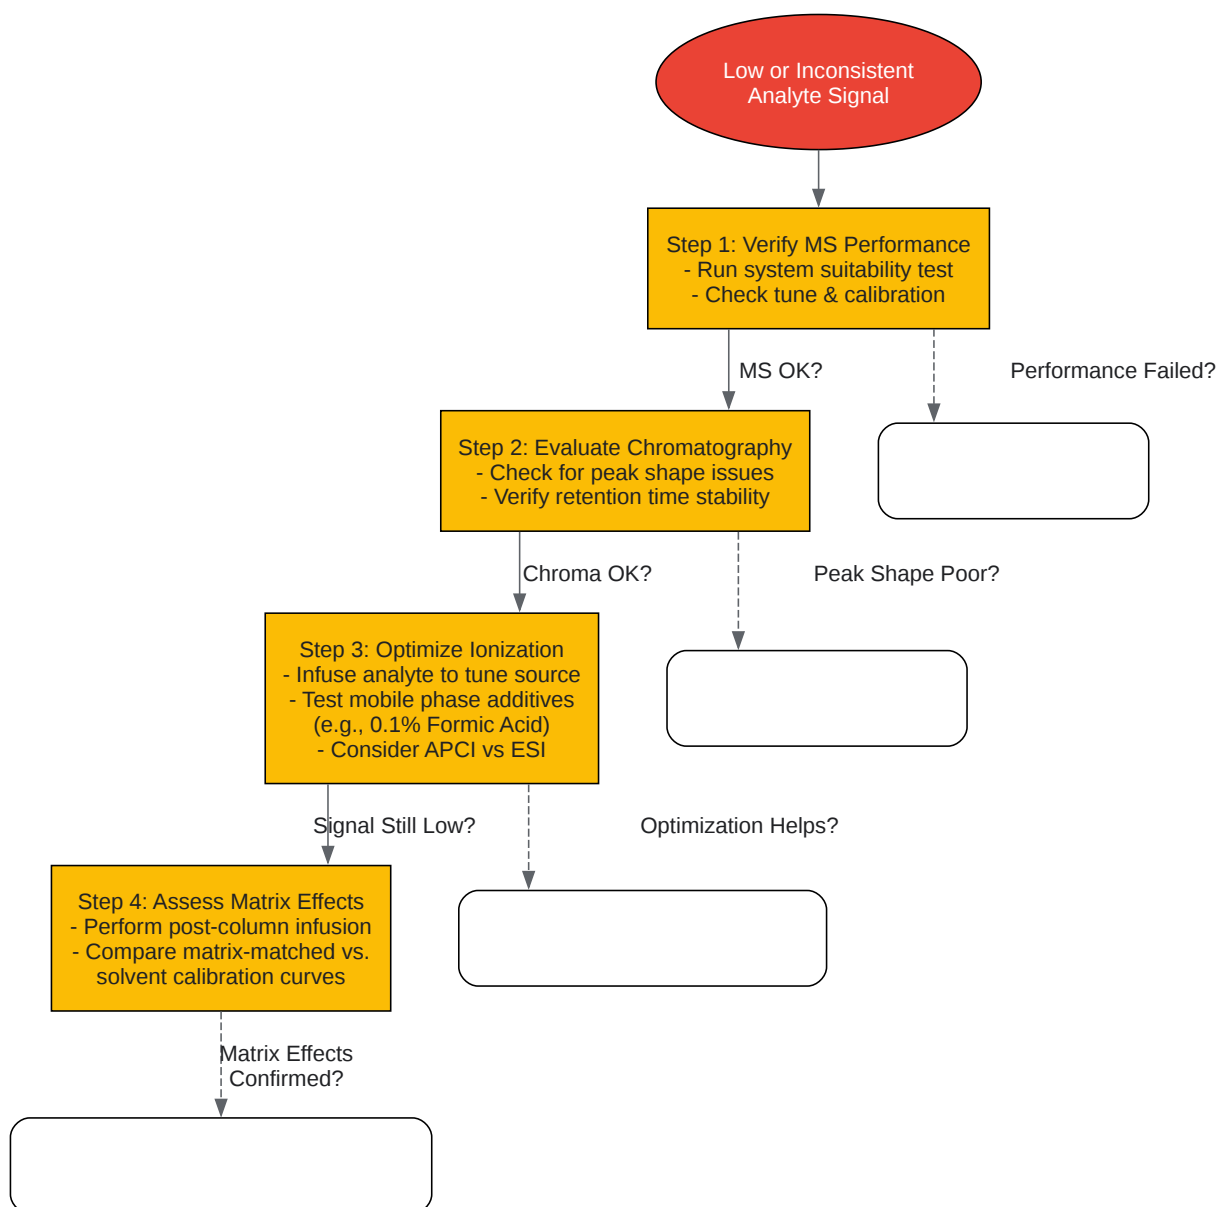 Low or Inconsistent
Analyte Signal
Step 1: Verify MS Performance
- Run system suitability test
- Check tune & calibration
MS OK?
Performance Failed?
Step 2: Evaluate Chromatography
- Check for peak shape issues
- Verify retention time stability
Chroma OK?
Peak Shape Poor?
Step 3: Optimize Ionization
- Infuse analyte to tune source
- Test mobile phase additives
(e.g., 0.1% Formic Acid)
- Consider APCI vs ESI
Signal Still Low?
Optimization Helps?
Step 4: Assess Matrix Effects
- Perform post-column infusion
- Compare matrix-matched vs.
solvent calibration curves
Matrix Effects
Confirmed?